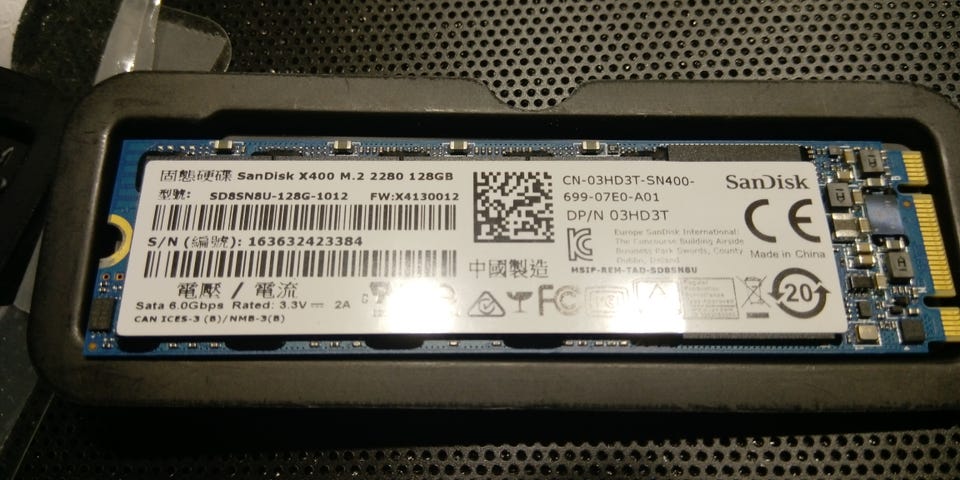 固態硬碟 SanDisk X400 M.2 2280 128GB
型號: SD8SN8U-128G-1012 FW:X4130012
S/N (編號): 163632423384
電壓 / 電流
Sata 6.0Gbps Rated: 3.3V ⎓ 2A
CAN ICES-3 (B)/NMB-3(B)
中國製造
CN-03HD3T-SN400-
699-07E0-A01
DP/N 03HD3T
Europe SanDisk International:
The Concourse Building Airside
Business Park Swords, County
Dublin, Ireland
MSIP-REM-TAD-SD8SN8U
FC
SanDisk
CE
Made in China
20